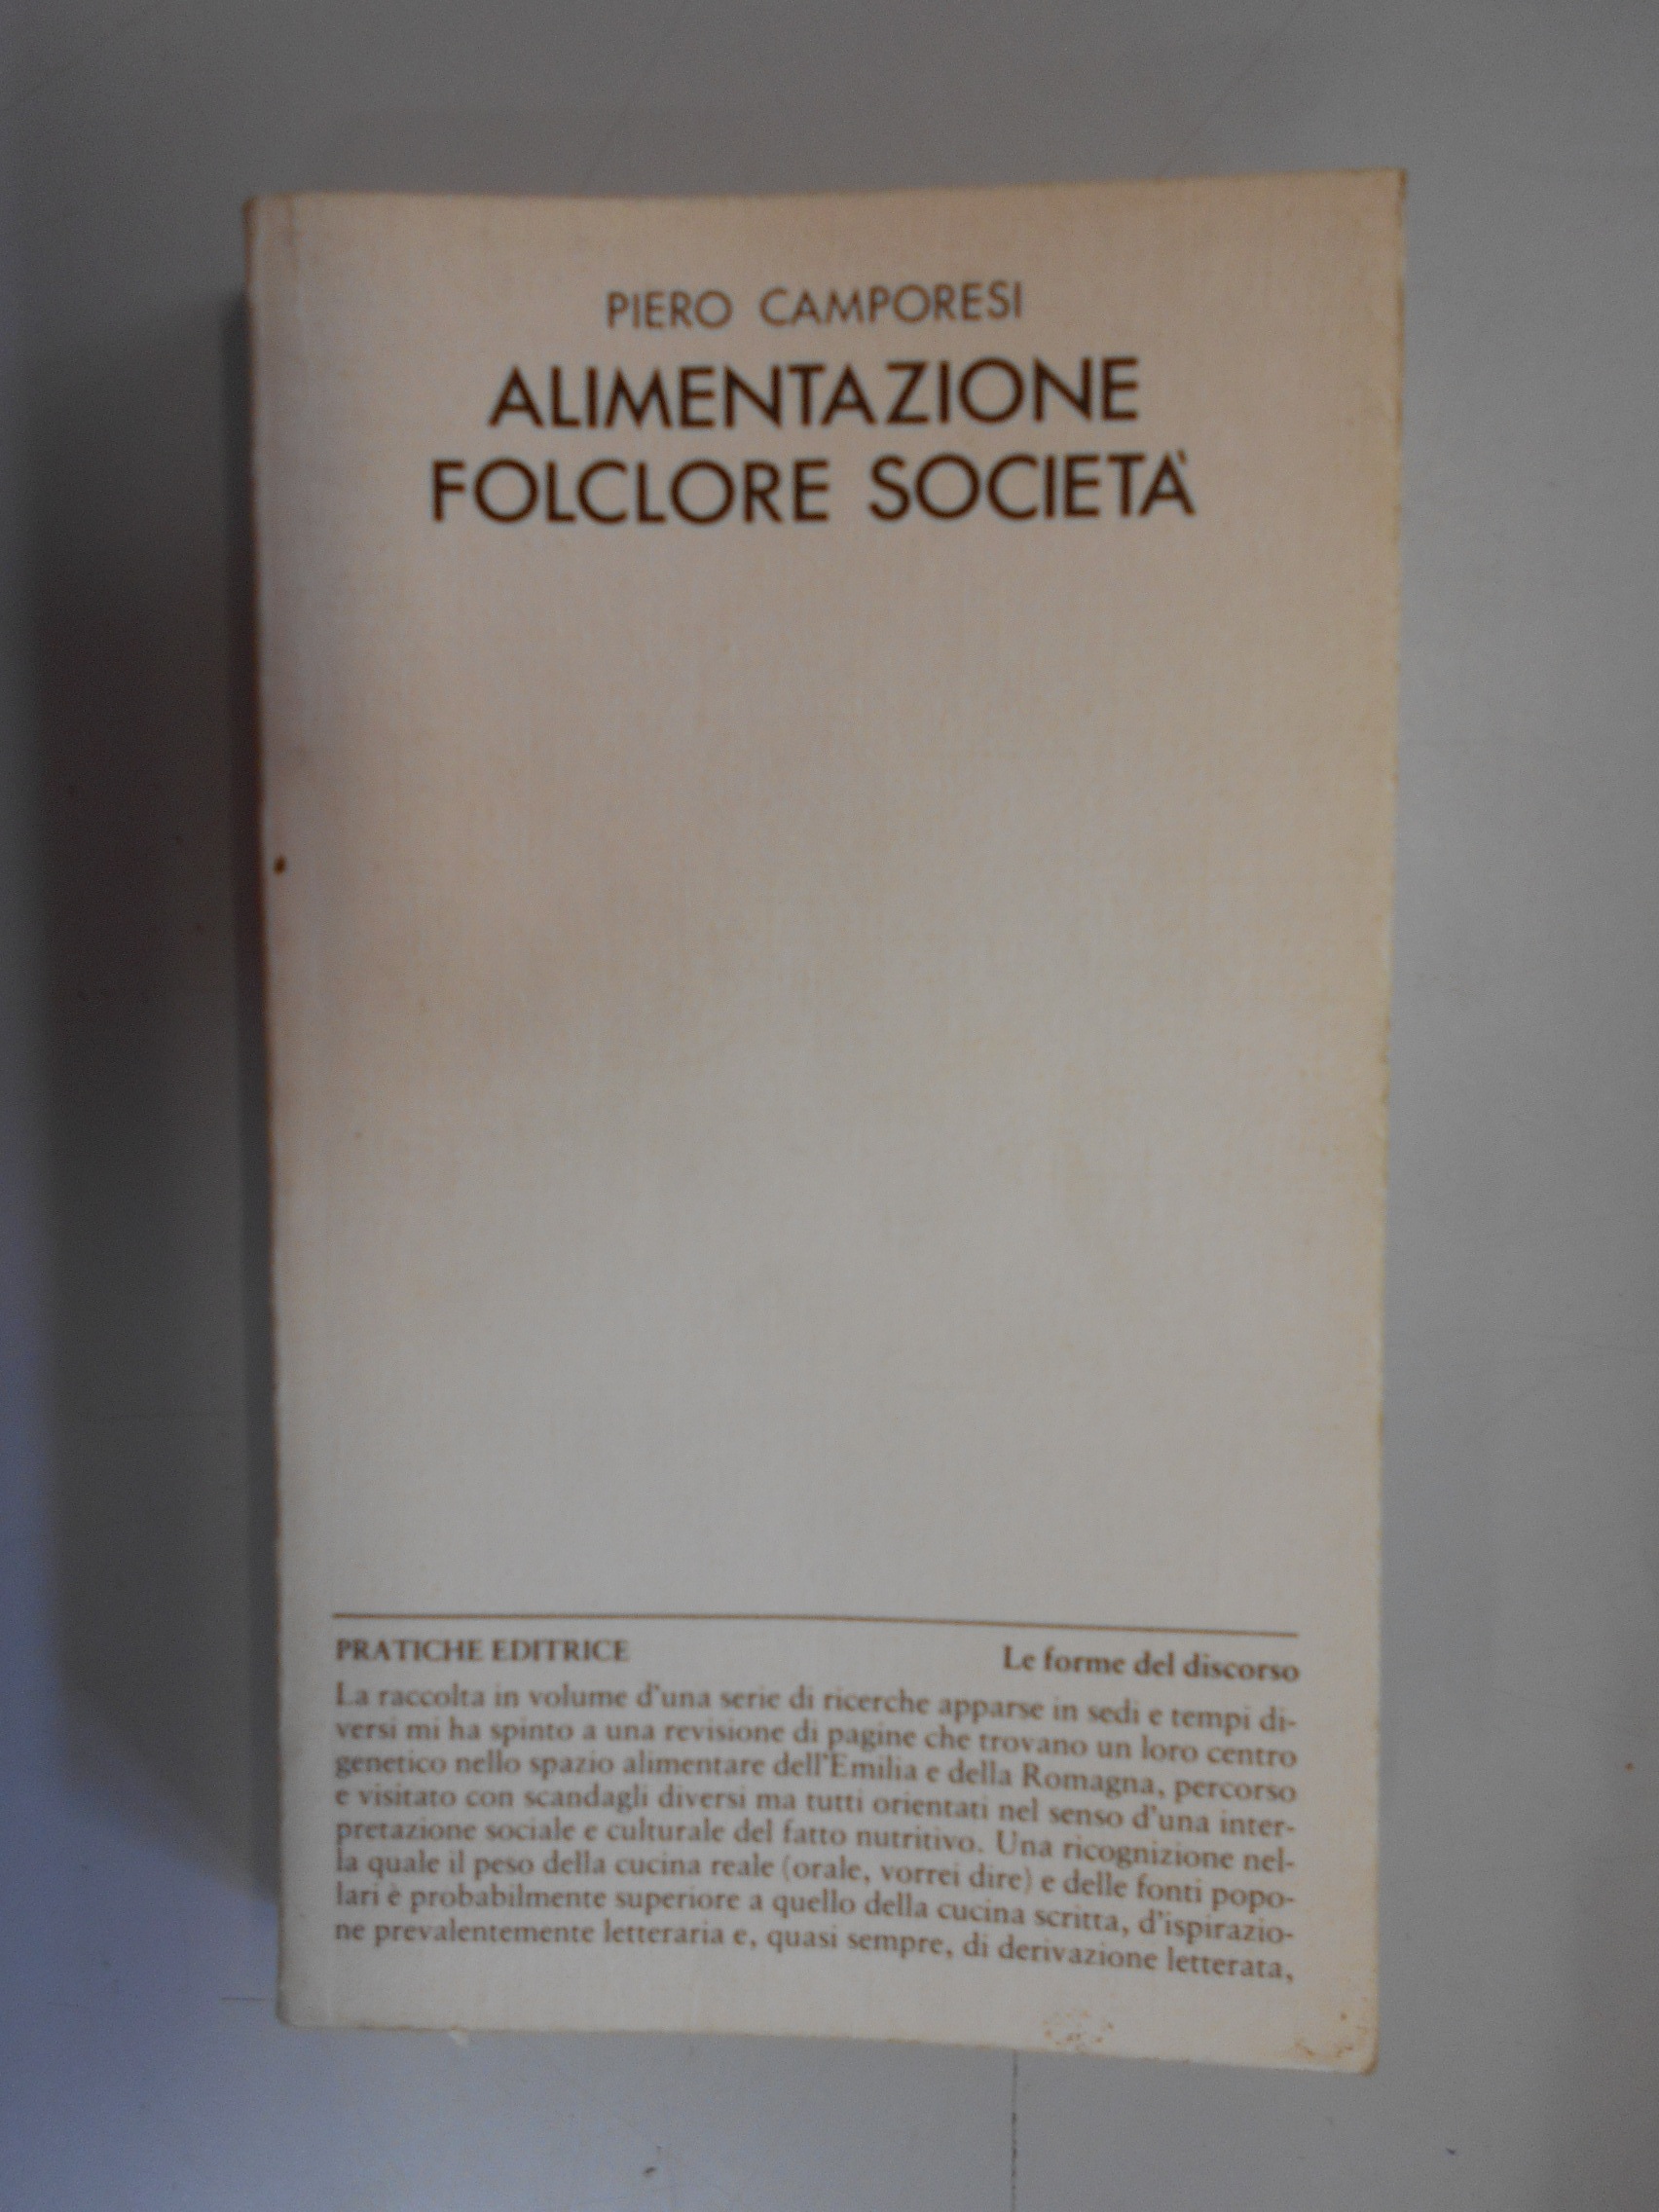 PIERO CAMPORESI
ALIMENTAZIONE
FOLCLORE SOCIETÀ
PRATICHE EDITRICE
Le forme del discorso
La raccolta in volume d'una serie di ricerche apparse in sedi e tempi di-
versi mi ha spinto a una revisione di pagine che trovano un loro centro
genetico nello spazio alimentare dell'Emilia e della Romagna, percorso
e visitato con scandagli diversi ma tutti orientati nel senso d'una inter-
pretazione sociale e culturale del fatto nutritivo. Una ricognizione nel-
la quale il peso della cucina reale (orale, vorrei dire) e delle fonti popo-
lari è probabilmente superiore a quello della cucina scritta, d'ispirazio-
ne prevalentemente letteraria e, quasi sempre, di derivazione letterata,